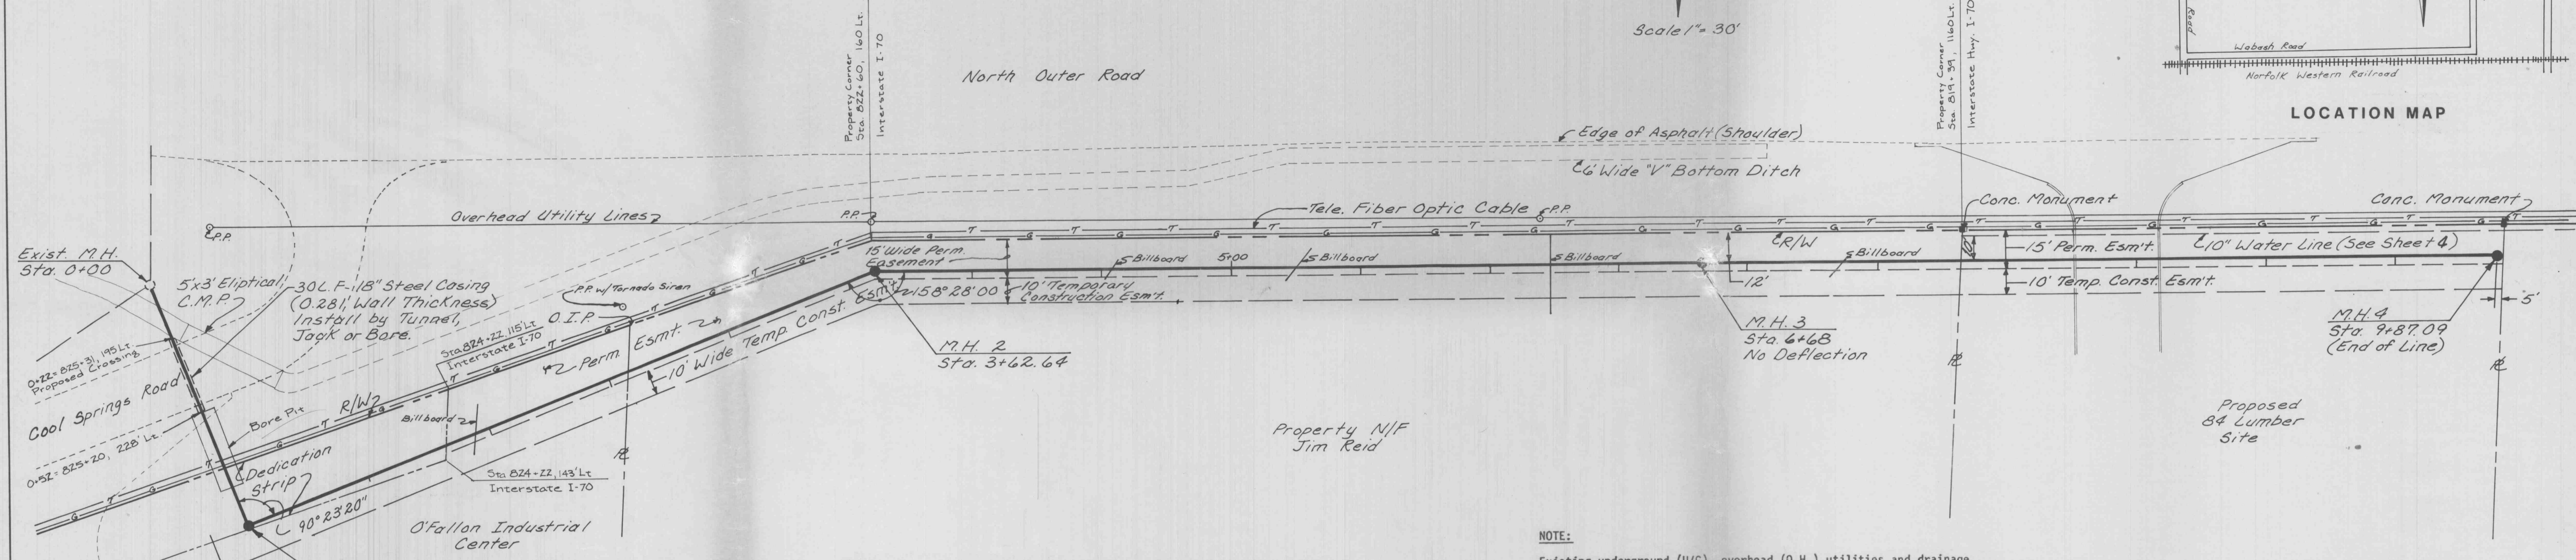 Scale 1" = 30'
North Outer Road
Property Corner
Sta. 822+60, 160 Lt.
Interstate I-70
Property Corner
Interstate Hwy. I-70
Road
Wabash Road
Norfolk Western Railroad
LOCATION MAP
Edge of Asphalt (Shoulder)
6' Wide "V" Bottom Ditch
Overhead Utility Lines
P.P.
P.P.
Tele. Fiber Optic Cable
P.P.
Conc. Monument
Conc. Monument
Exist. M.H.
Sta. 0+00
5'x3' Eliptical
C.M.P.
30 L.F.-18" Steel Casing
(0.281" Wall Thickness)
Install by Tunnel,
Jack or Bore.
P.P. w/Tornado Siren
O.I.P.
15' Wide Perm.
Easement
Billboard
5+00
Billboard
Billboard
R/W
Billboard
15' Perm. Esm't.
10" Water Line (See Sheet 4)
10' Temp. Const. Esm't.
12'
10'
5'
158° 28' 00"
10' Temporary
Construction Esm't.
Sta 824+22, 115' Lt
Interstate I-70
Perm. Esmt.
10' Wide Temp. Const. Esm't
M.H. 2
Sta. 3+62.64
M.H. 3
Sta. 6+68
No Deflection
M.H. 4
Sta. 9+87.09
(End of Line)
0+22 = 825+31, 195 Lt.
Proposed Crossing
Cool Springs Road
0+52 = 825+20, 228' Lt.
R/W
Bore Pit
Billboard
Dedication
Strip
Sta 824+22, 143' Lt
Interstate I-70
90° 23' 20"
O'Fallon Industrial
Center
Property N/F
Jim Reid
Proposed
84 Lumber
Site
T G T G T G T G
NOTE:
Existing underground (U/G), overhead (O.H.) utilities and drainage